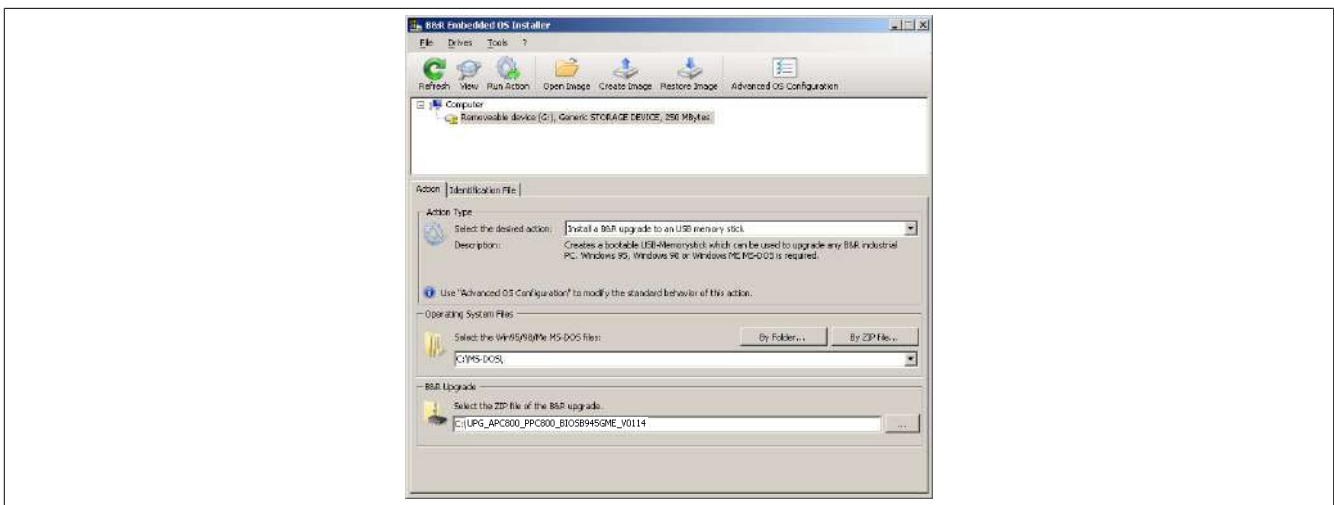 B&R Embedded OS Installer
File Drives Tools ?
Refresh View Run Action Open Image Create Image Restore Image Advanced OS Configuration
Computer
Removeable device (G:), Generic STORAGE DEVICE, 250 MBytes
Action Identification File
Action Type
Select the desired action: Install a B&R upgrade to an USB memory stick
Description: Creates a bootable USB-Memorystick which can be used to upgrade any B&R industrial
PC. Windows 95, Windows 98 or Windows ME MS-DOS is required.
Use "Advanced OS Configuration" to modify the standard behavior of this action.
Operating System Files
Select the Win95/98/Me MS-DOS files: By Folder... By ZIP file...
C:\MS-DOS\
B&R Upgrade
Select the ZIP file of the B&R upgrade.
C:\UPG_APC800_PPC800_BIOSB945GME_V0114 ...